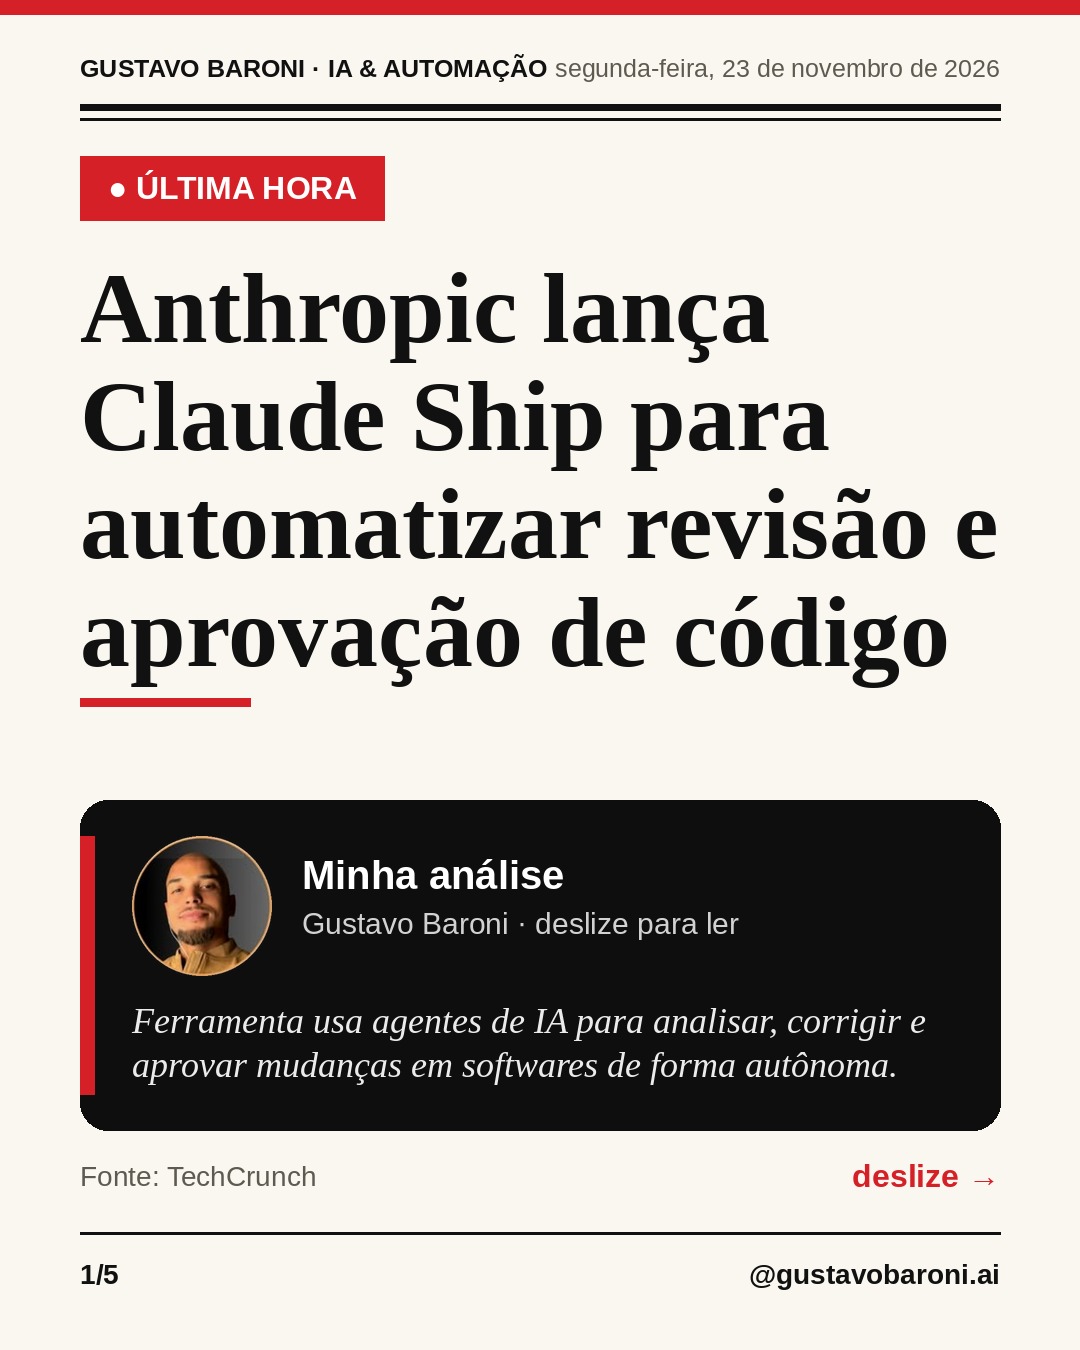 GUSTAVO BARONI · IA & AUTOMAÇÃO segunda-feira, 23 de novembro de 2026
● ÚLTIMA HORA
Anthropic lança
Claude Ship para
automatizar revisão e
aprovação de código
Minha análise
Gustavo Baroni · deslize para ler
Ferramenta usa agentes de IA para analisar, corrigir e
aprovar mudanças em softwares de forma autônoma.
Fonte: TechCrunch deslize →
1/5 @gustavobaroni.ai